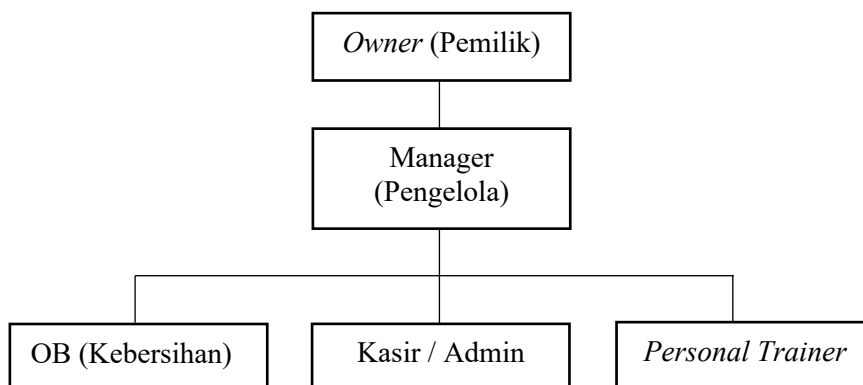 Owner (Pemilik)
Manager
(Pengelola)
OB (Kebersihan)
Kasir / Admin
Personal Trainer